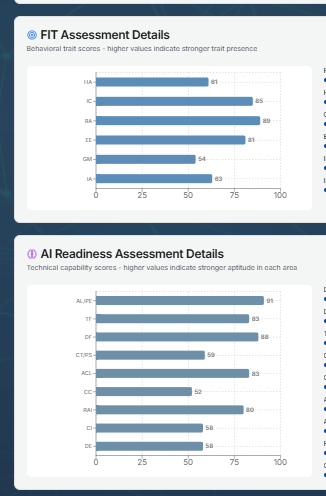 FIT Assessment Details
Behavioral trait scores - higher values indicate stronger trait presence
HA 61
IC 85
RA 89
EE 81
GM 54
IA 63
0 25 50 75 100
AI Readiness Assessment Details
Technical capability scores - higher values indicate stronger aptitude in each area
AL/PE 91
TF 83
DF 88
CT/PS 59
ACL 83
CC 52
RAI 80
CI 58
DE 58
0 25 50 75 100